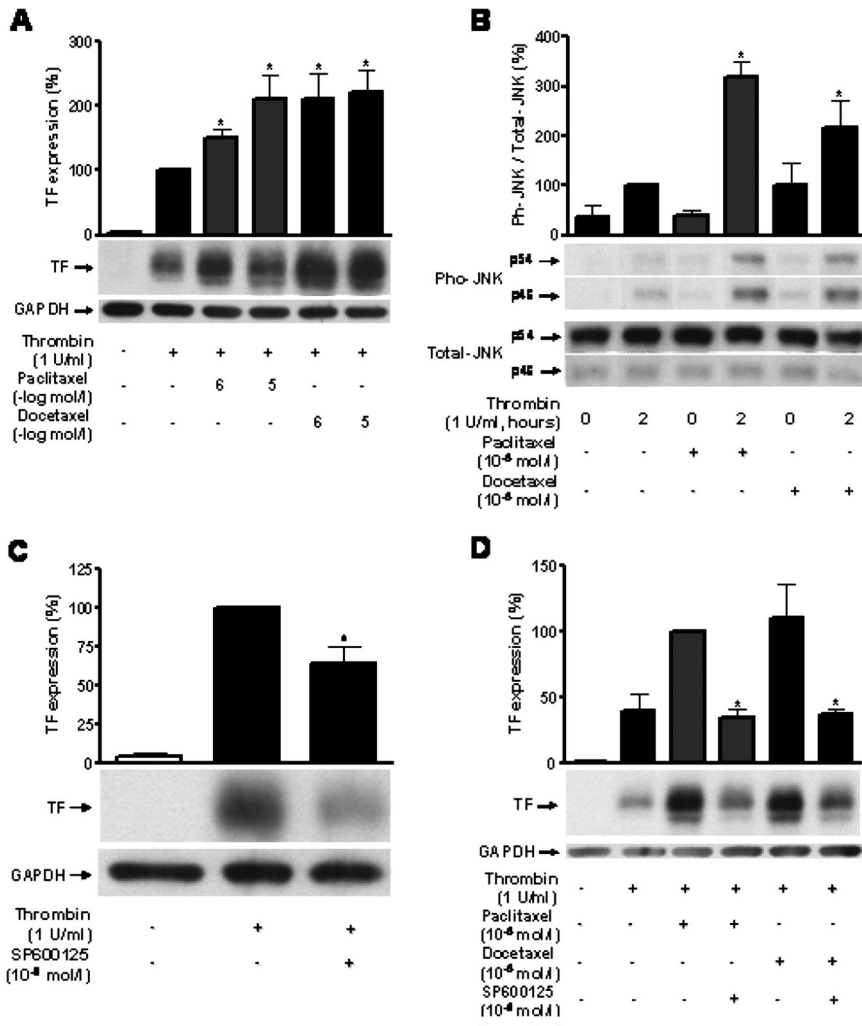 A
TF expression (%)
300
200
100
0
* * * *
TF
GAPDH
Thrombin
(1 U/ml)
- + + + + +
Paclitaxel
(-log mol/l)
- - 6 5 - -
Docetaxel
(-log mol/l)
- - - - 6 5
B
Ph-JNK / Total-JNK (%)
400
300
200
100
0
* *
Pho-JNK
p54
p46
Total-JNK
p54
p46
Thrombin
(1 U/ml, hours)
0 2 0 2 0 2
Paclitaxel
- - + + - -
Docetaxel
- - - - + +
C
TF expression (%)
125
100
75
50
25
0
*
TF
GAPDH
Thrombin
(1 U/ml)
- + +
SP600125
- - +
D
TF expression (%)
150
100
50
0
* *
TF
GAPDH
Thrombin
(1 U/ml)
- + + + + +
Paclitaxel
- - + + - -
Docetaxel
- - - - + +
SP600125
- - - + - +